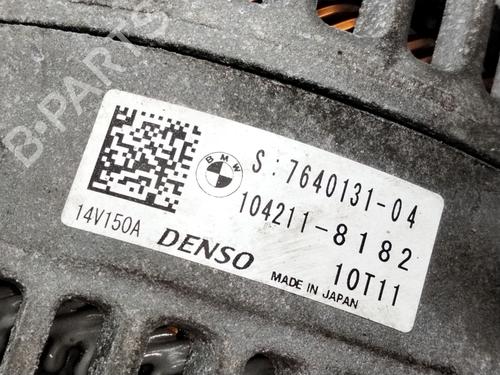 B-PARTS
BMW
S:7640131-04
104211-8182
14V150A
DENSO
10T11
MADE IN JAPAN